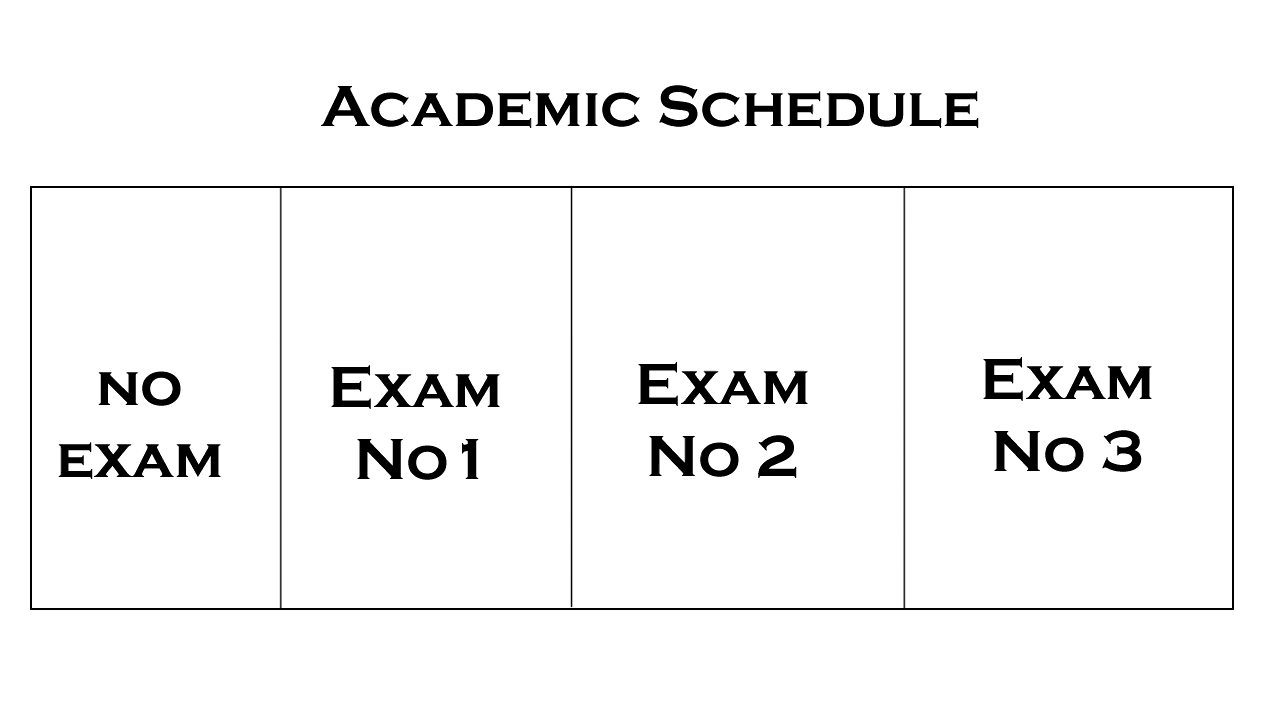 Academic Schedule
no
exam
Exam
No 1
Exam
No 2
Exam
No 3